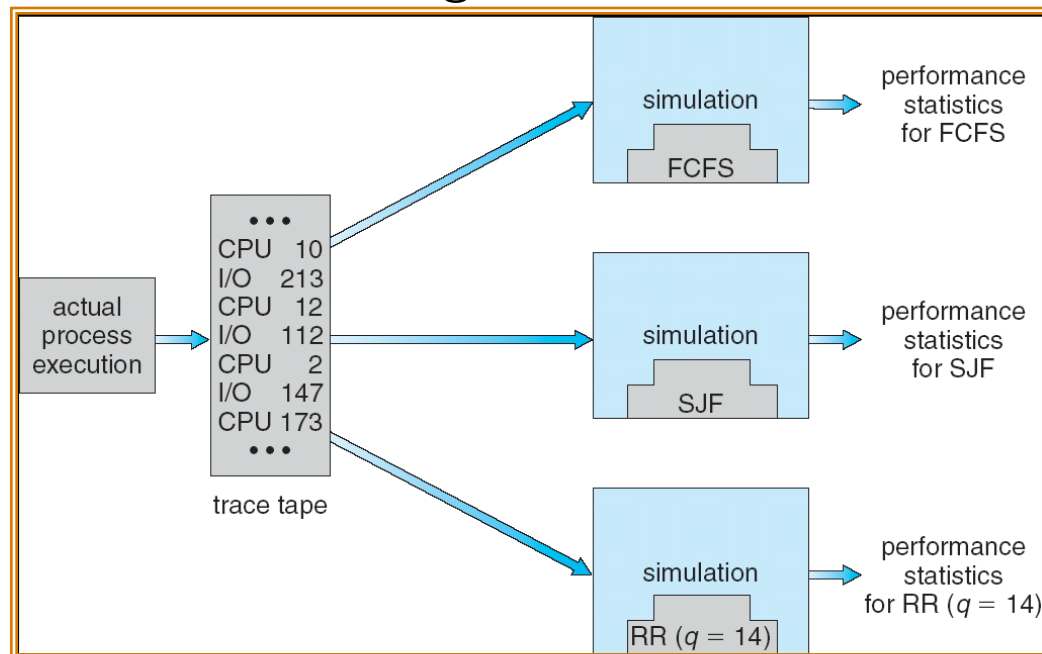 actual
process
execution
• • •
CPU 10
I/O 213
CPU 12
I/O 112
CPU 2
I/O 147
CPU 173
• • •
trace tape
simulation
FCFS
performance
statistics
for FCFS
simulation
SJF
performance
statistics
for SJF
simulation
RR (q = 14)
performance
statistics
for RR (q = 14)